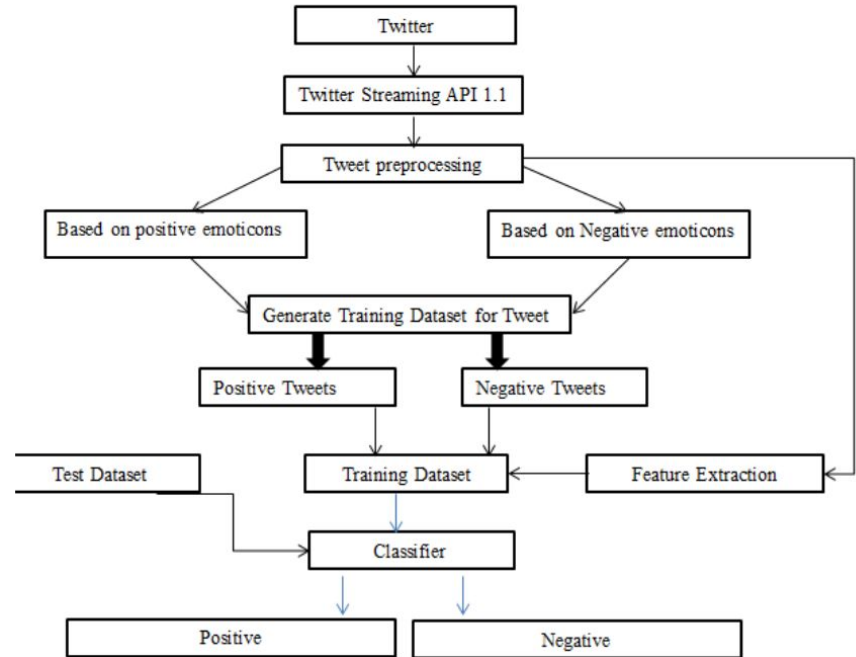 Twitter
Twitter Streaming API 1.1
Tweet preprocessing
Based on positive emoticons
Based on Negative emoticons
Generate Training Dataset for Tweet
Positive Tweets
Negative Tweets
Test Dataset
Training Dataset
Feature Extraction
Classifier
Positive
Negative